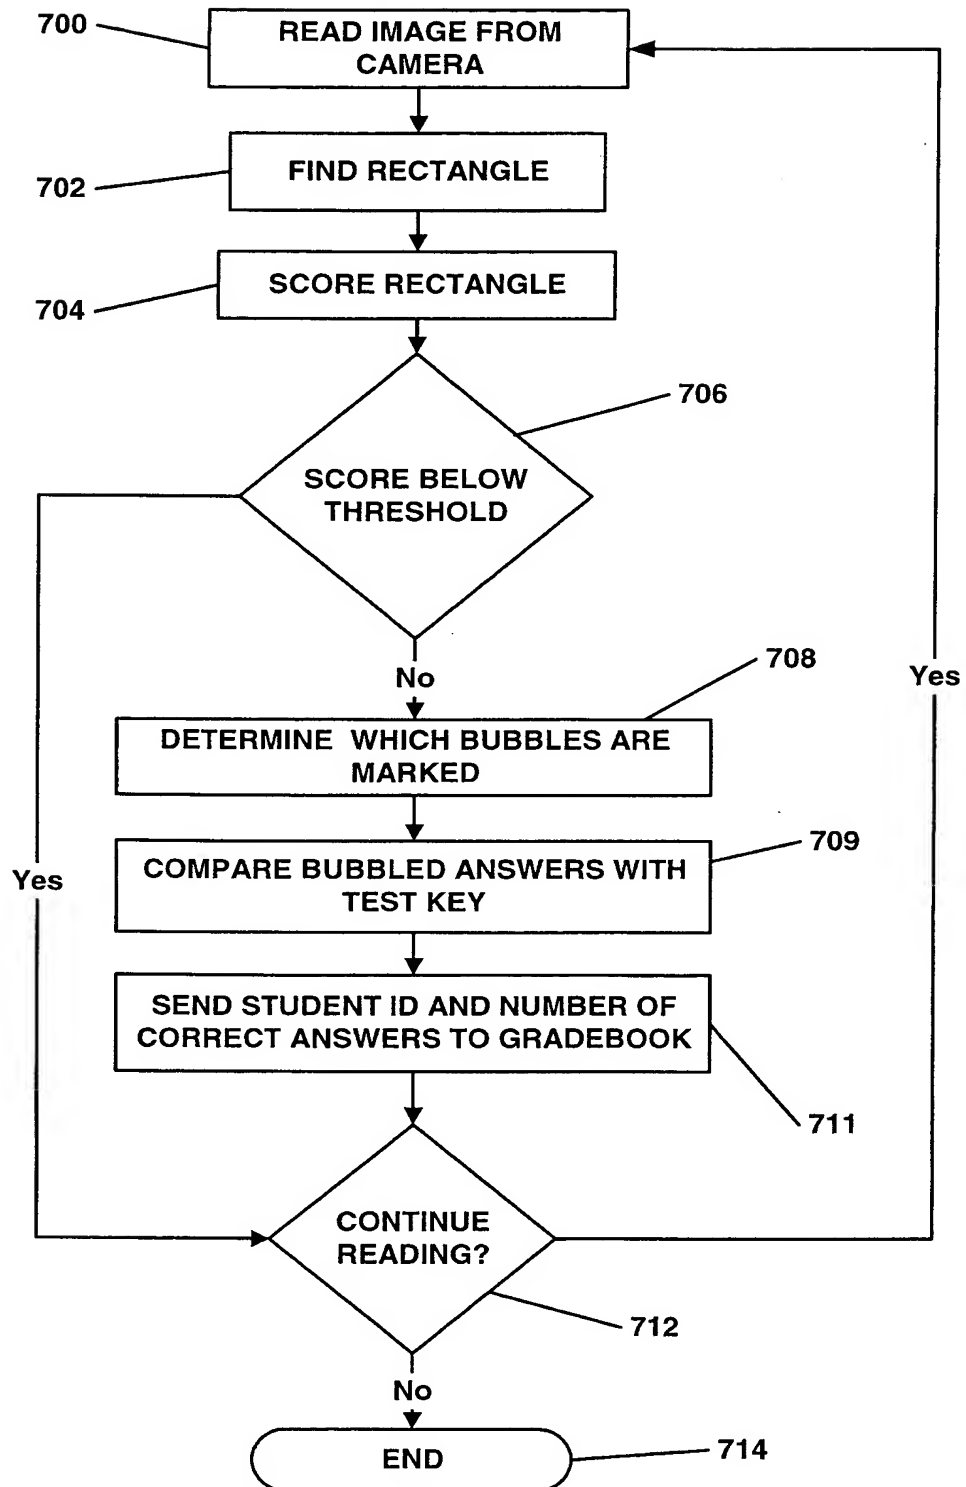 700
READ IMAGE FROM
CAMERA
702
FIND RECTANGLE
704
SCORE RECTANGLE
706
SCORE BELOW
THRESHOLD
No
708
Yes
DETERMINE WHICH BUBBLES ARE
MARKED
709
COMPARE BUBBLED ANSWERS WITH
TEST KEY
Yes
SEND STUDENT ID AND NUMBER OF
CORRECT ANSWERS TO GRADEBOOK
711
CONTINUE
READING?
712
No
END
714